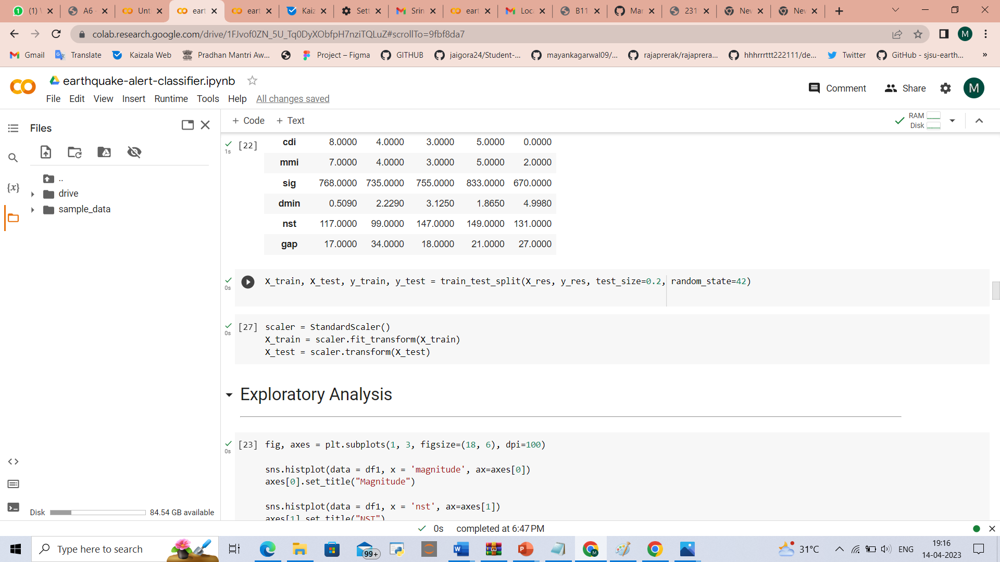 (1) \
A6 -
Unt
eart
eart
Kaiz
Sett
Srin
eart
Loca
B11
Mar
231
Nev
Nev
colab.research.google.com/drive/1FJvof0ZN_5U_Tq0DyXObfpH7nziTQLuZ#scrollTo=9fbf8da7
M
Gmail
Translate
Kaizala Web
Pradhan Mantri Aw...
Project – Figma
GITHUB
jaigora24/Student-...
mayankagarwal09/...
rajaprerak/rajaprera...
hhhrrrttt222111/de...
Twitter
GitHub - sjsu-earth...
»
earthquake-alert-classifier.ipynb
Comment
Share
M
File Edit View Insert Runtime Tools Help All changes saved
Files
+ Code + Text
RAM
Disk
..
drive
sample_data
{x}
[22]
1s
cdi 8.0000 4.0000 3.0000 5.0000 0.0000
mmi 7.0000 4.0000 3.0000 5.0000 2.0000
sig 768.0000 735.0000 755.0000 833.0000 670.0000
dmin 0.5090 2.2290 3.1250 1.8650 4.9980
nst 117.0000 99.0000 147.0000 149.0000 131.0000
gap 17.0000 34.0000 18.0000 21.0000 27.0000
0s
X_train, X_test, y_train, y_test = train_test_split(X_res, y_res, test_size=0.2, random_state=42)
0s
[27] scaler = StandardScaler()
X_train = scaler.fit_transform(X_train)
X_test = scaler.transform(X_test)
Exploratory Analysis
0s
[23] fig, axes = plt.subplots(1, 3, figsize=(18, 6), dpi=100)
sns.histplot(data = df1, x = 'magnitude', ax=axes[0])
axes[0].set_title("Magnitude")
sns.histplot(data = df1, x = 'nst', ax=axes[1])
axes[1].set_title("NST")
Disk 84.54 GB available
0s completed at 6:47 PM
Type here to search
99+
31°C
ENG
19:16
14-04-2023